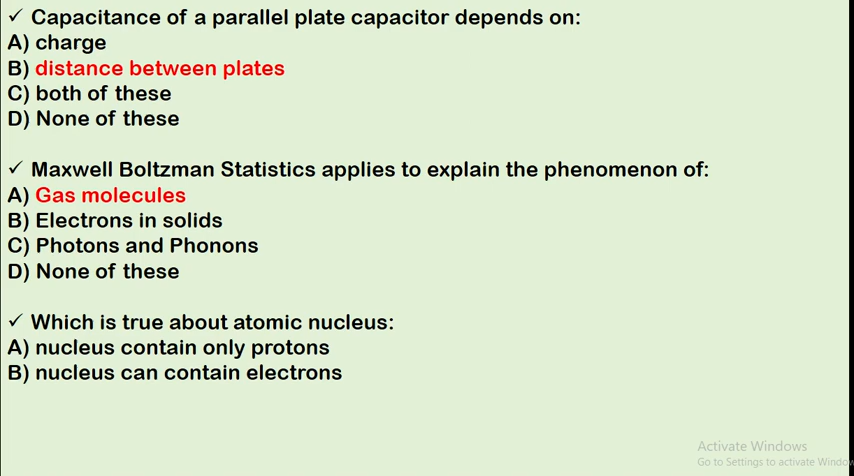 ✓ Capacitance of a parallel plate capacitor depends on:
A) charge
B) distance between plates
C) both of these
D) None of these
✓ Maxwell Boltzman Statistics applies to explain the phenomenon of:
A) Gas molecules
B) Electrons in solids
C) Photons and Phonons
D) None of these
✓ Which is true about atomic nucleus:
A) nucleus contain only protons
B) nucleus can contain electrons
Activate Windows
Go to Settings to activate Window